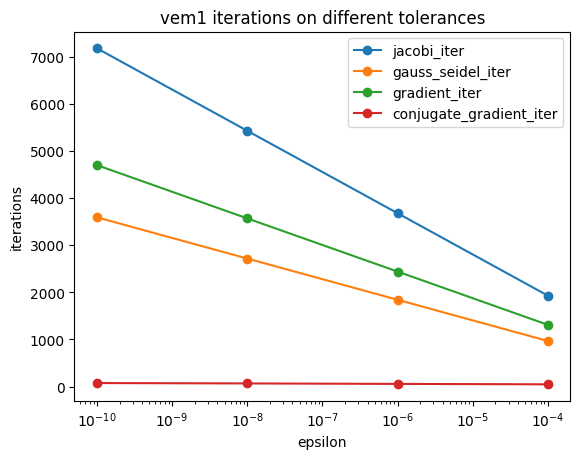 vem1 iterations on different tolerances
7000
6000
5000
4000
3000
2000
1000
0
iterations
jacobi_iter
gauss_seidel_iter
gradient_iter
conjugate_gradient_iter
10⁻¹⁰
10⁻⁹
10⁻⁸
10⁻⁷
10⁻⁶
10⁻⁵
10⁻⁴
epsilon